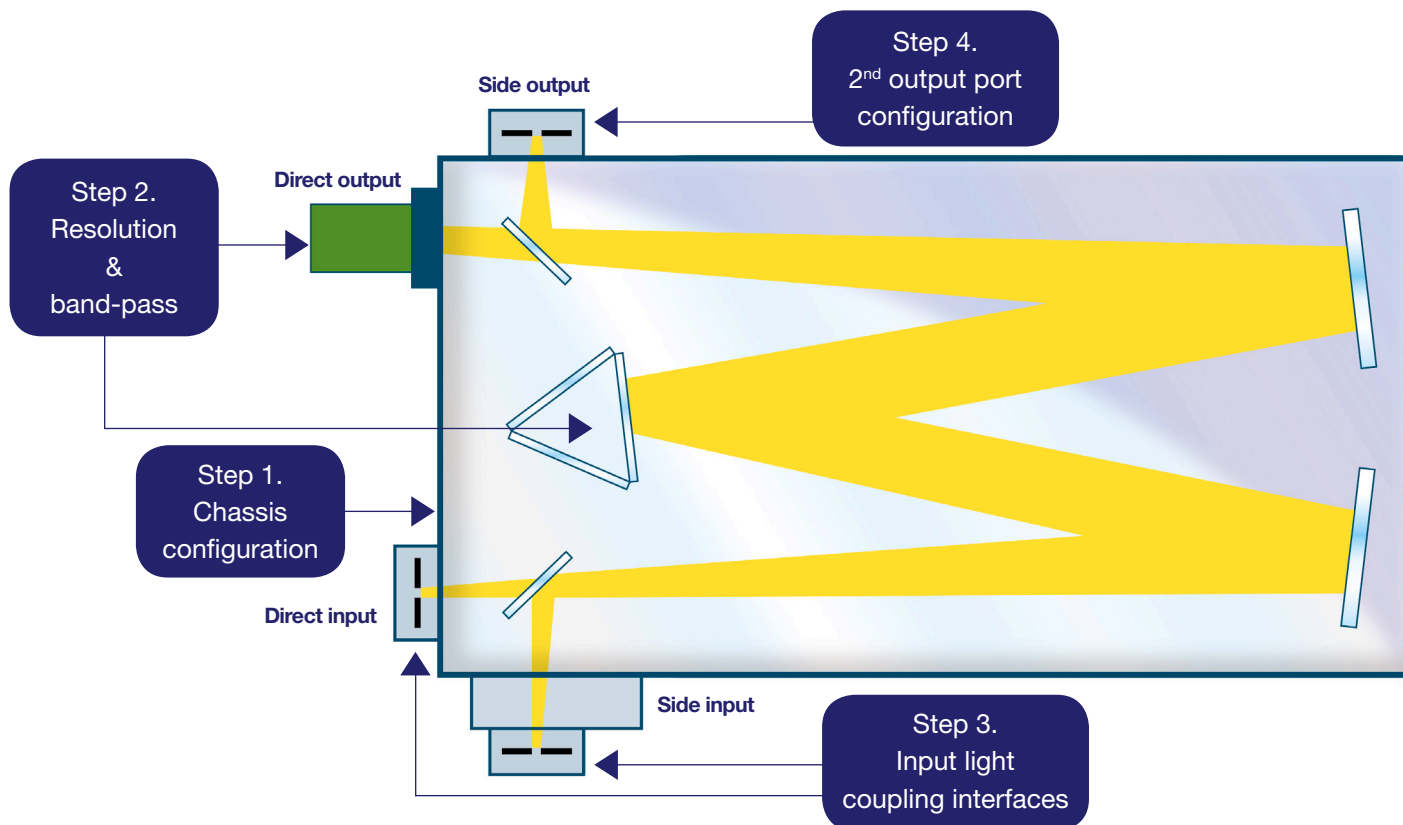 Step 4.
2nd output port
configuration
Side output
Direct output
Step 2.
Resolution
&
band-pass
Step 1.
Chassis
configuration
Direct input
Side input
Step 3.
Input light
coupling interfaces